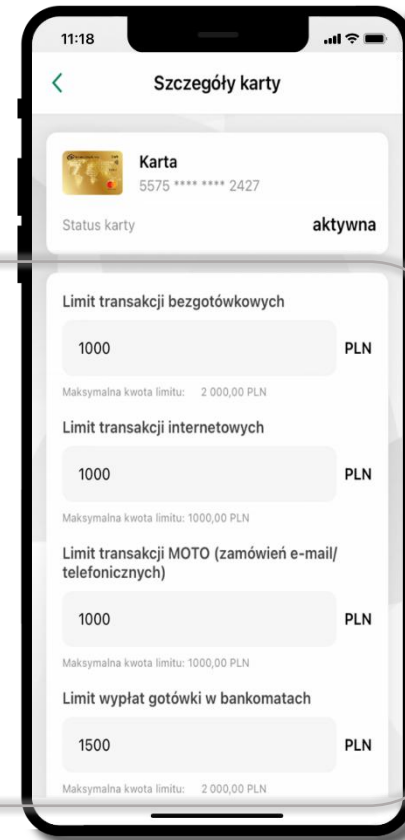 11:18
Szczegóły karty
Karta
5575 **** **** 2427
Status karty aktywna
Limit transakcji bezgotówkowych
1000 PLN
Maksymalna kwota limitu: 2 000,00 PLN
Limit transakcji internetowych
1000 PLN
Maksymalna kwota limitu: 1000,00 PLN
Limit transakcji MOTO (zamówień e-mail/
telefonicznych)
1000 PLN
Maksymalna kwota limitu: 1000,00 PLN
Limit wypłat gotówki w bankomatach
1500 PLN
Maksymalna kwota limitu: 2 000,00 PLN